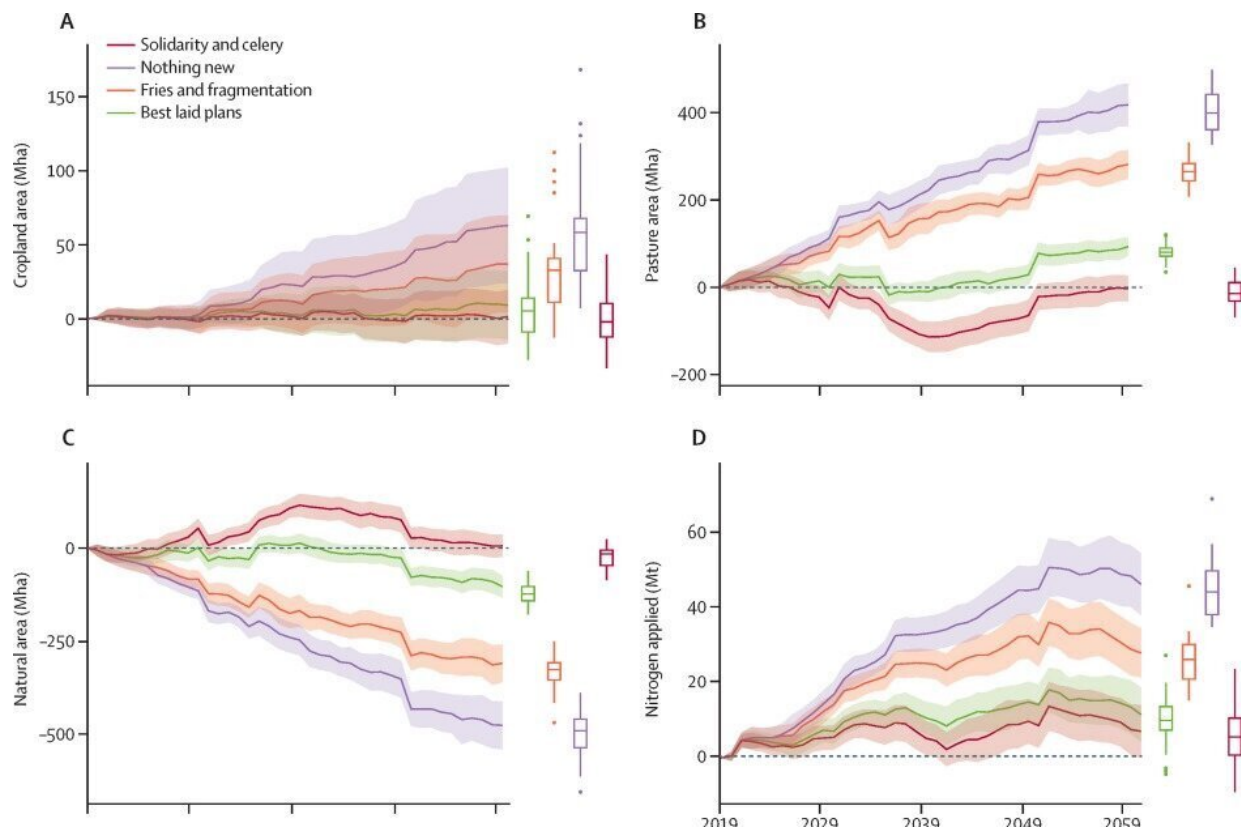 A
Solidarity and celery
Nothing new
Fries and fragmentation
Best laid plans
Cropland area (Mha)
150
100
50
0
B
Pasture area (Mha)
400
200
0
−200
C
Natural area (Mha)
0
−250
−500
D
Nitrogen applied (Mt)
60
40
20
0
2019 2029 2039 2049 2059